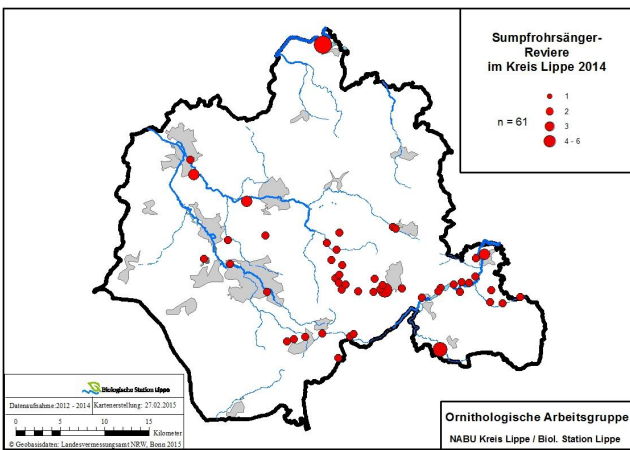 Sumpfrohrsänger-
Reviere
im Kreis Lippe 2014
n = 61
1
2
3
4 - 6
Biologische Station Lippe
Datenaufnahme:2012 - 2014 Kartenerstellung: 27.02.2015
0 5 10 15
Kilometer
© Geobasisdaten: Landesvermessungsamt NRW, Bonn 2015
Ornithologische Arbeitsgruppe
NABU Kreis Lippe / Biol. Station Lippe